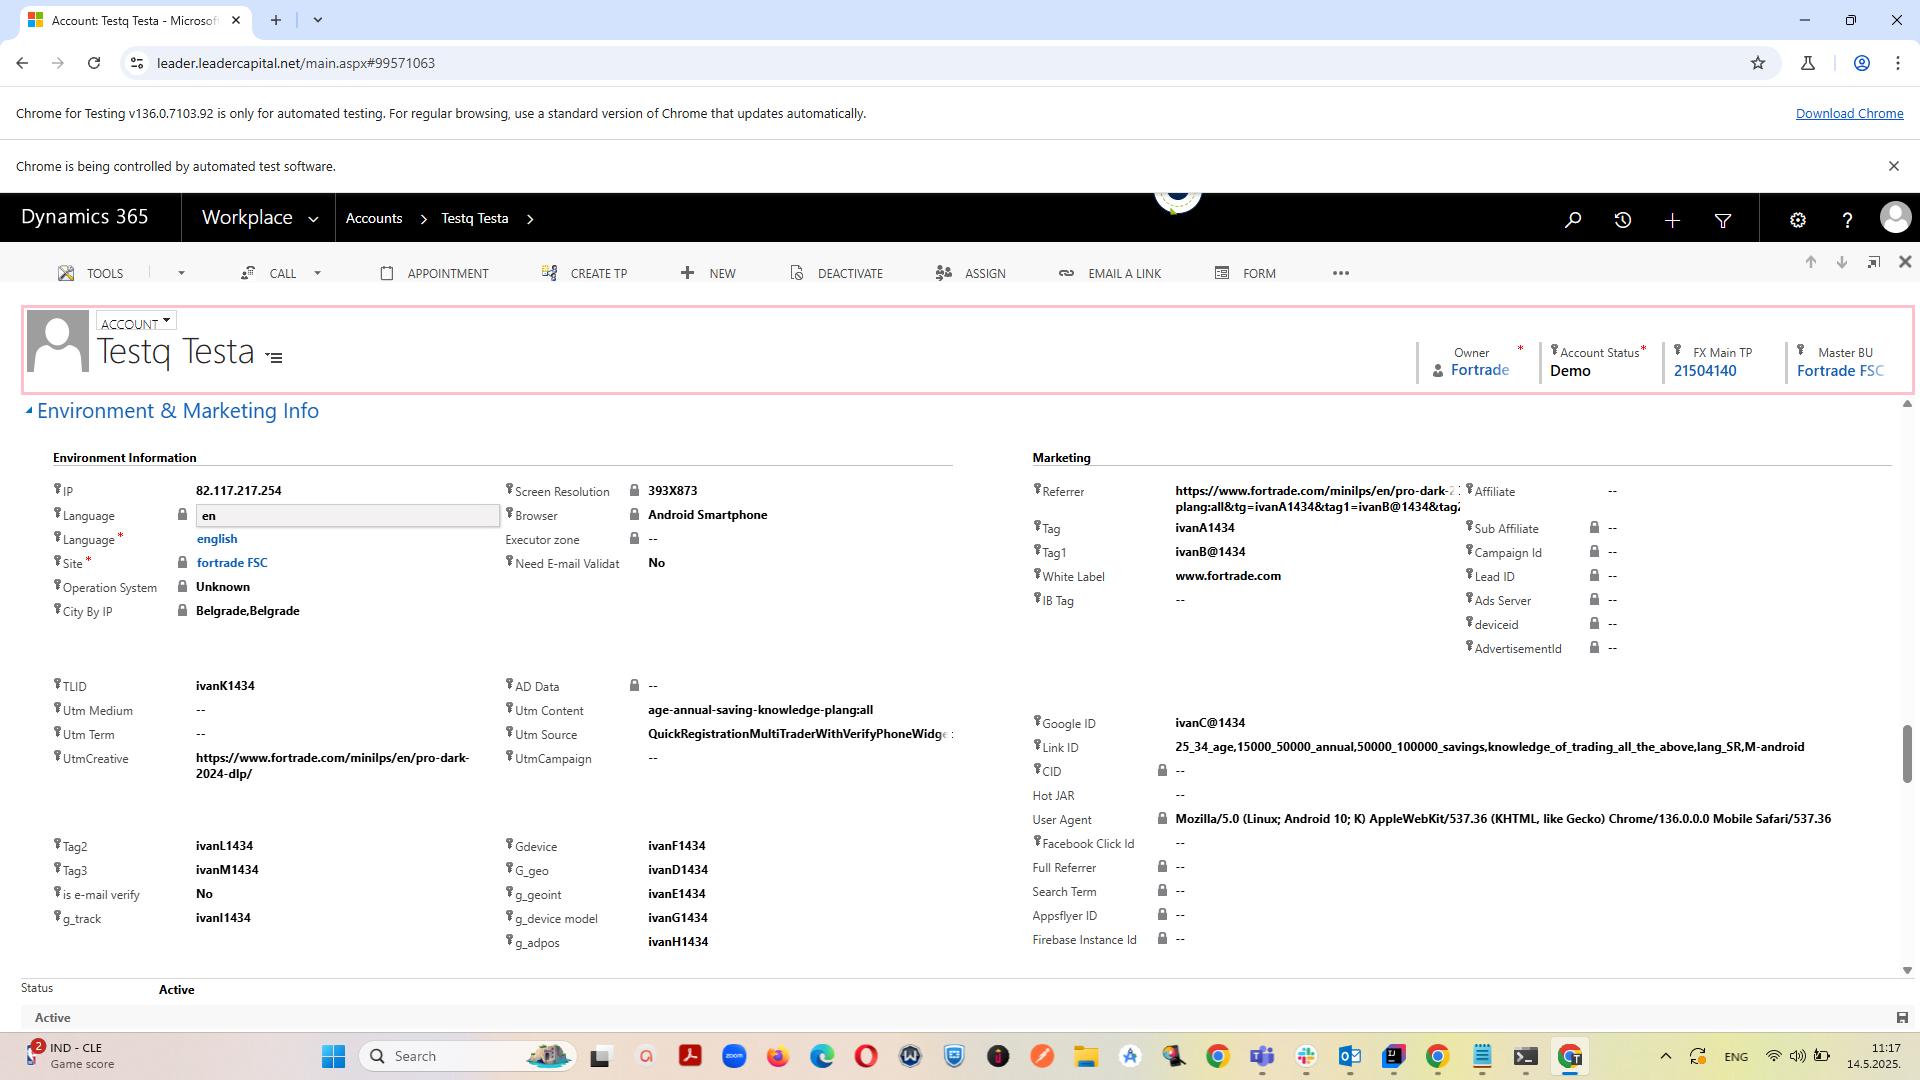 Account: Testq Testa - Microsof
leader.leadercapital.net/main.aspx#99571063
Chrome for Testing v136.0.7103.92 is only for automated testing. For regular browsing, use a standard version of Chrome that updates automatically.
Download Chrome
Chrome is being controlled by automated test software.
Dynamics 365
Workplace
Accounts
Testq Testa
TOOLS
CALL
APPOINTMENT
CREATE TP
NEW
DEACTIVATE
ASSIGN
EMAIL A LINK
FORM
ACCOUNT
Testq Testa
Owner *
Fortrade
Account Status *
Demo
FX Main TP
21504140
Master BU
Fortrade FSC
Environment & Marketing Info
Environment Information
IP 82.117.217.254
Language en
Language * english
Site * fortrade FSC
Operation System Unknown
City By IP Belgrade,Belgrade
Screen Resolution 393X873
Browser Android Smartphone
Executor zone --
Need E-mail Validat No
TLID ivanK1434
Utm Medium --
Utm Term --
UtmCreative https://www.fortrade.com/minilps/en/pro-dark-
2024-dlp/
AD Data --
Utm Content age-annual-saving-knowledge-plang:all
Utm Source QuickRegistrationMultiTraderWithVerifyPhoneWidge
UtmCampaign --
Tag2 ivanL1434
Tag3 ivanM1434
is e-mail verify No
g_track ivanI1434
Gdevice ivanF1434
G_geo ivanD1434
g_geoint ivanE1434
g_device model ivanG1434
g_adpos ivanH1434
Marketing
Referrer https://www.fortrade.com/minilps/en/pro-dark-2
plang:all&tg=ivanA1434&tag1=ivanB@1434&tag2
Tag ivanA1434
Tag1 ivanB@1434
White Label www.fortrade.com
IB Tag --
Affiliate --
Sub Affiliate --
Campaign Id --
Lead ID --
Ads Server --
deviceid --
AdvertisementId --
Google ID ivanC@1434
Link ID 25_34_age,15000_50000_annual,50000_100000_savings,knowledge_of_trading_all_the_above,lang_SR,M-android
CID --
Hot JAR --
User Agent Mozilla/5.0 (Linux; Android 10; K) AppleWebKit/537.36 (KHTML, like Gecko) Chrome/136.0.0.0 Mobile Safari/537.36
Facebook Click Id --
Full Referrer --
Search Term --
Appsflyer ID --
Firebase Instance Id --
Status Active
Active
2
IND - CLE
Game score
Search
zoom
ENG
11:17
14.5.2025.